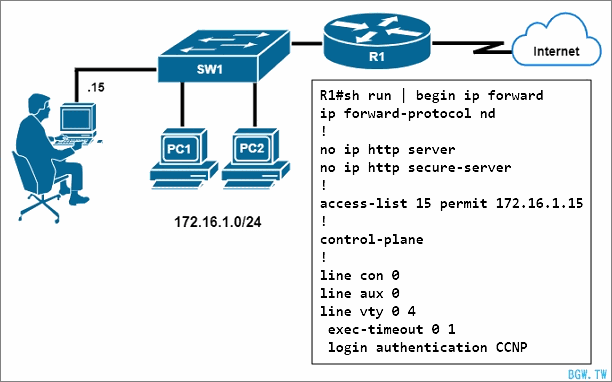 .15
SW1
R1
Internet
PC1
PC2
172.16.1.0/24
R1#sh run | begin ip forward
ip forward-protocol nd
!
no ip http server
no ip http secure-server
!
access-list 15 permit 172.16.1.15
!
control-plane
!
line con 0
line aux 0
line vty 0 4
 exec-timeout 0 1
 login authentication CCNP
BGW.TW